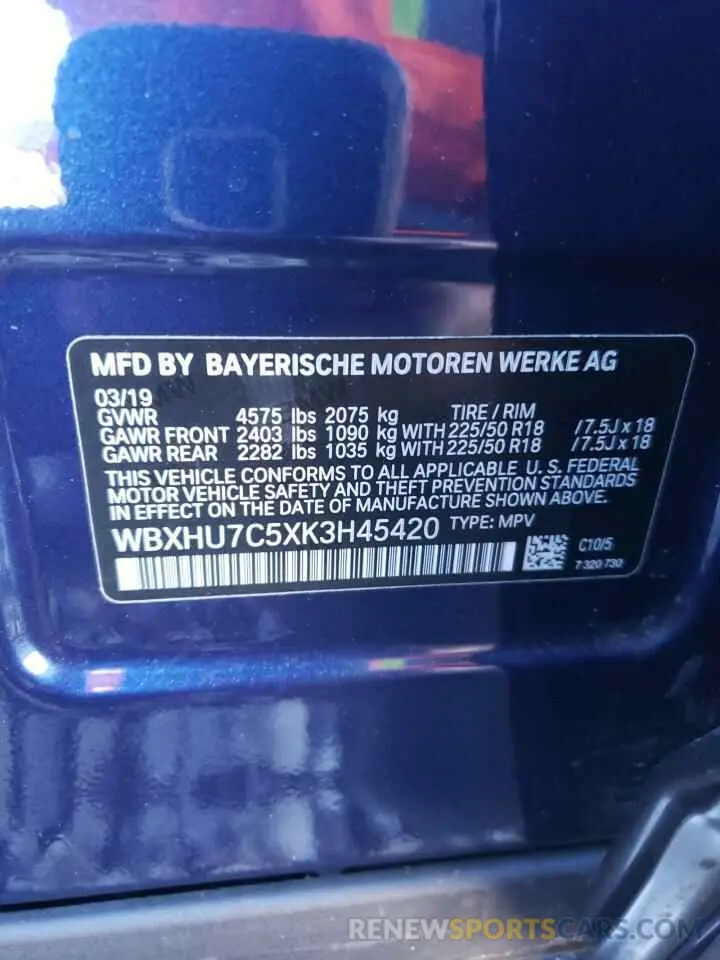 MFD BY BAYERISCHE MOTOREN WERKE AG
03/19 TIRE / RIM
GVWR 4575 lbs 2075 kg
GAWR FRONT 2403 lbs 1090 kg WITH 225/50 R18 /7.5J x 18
GAWR REAR 2282 lbs 1035 kg WITH 225/50 R18 /7.5J x 18
THIS VEHICLE CONFORMS TO ALL APPLICABLE U. S. FEDERAL
MOTOR VEHICLE SAFETY AND THEFT PREVENTION STANDARDS
IN EFFECT ON THE DATE OF MANUFACTURE SHOWN ABOVE.
WBXHU7C5XK3H45420 TYPE: MPV
C10/5
7 320 730
RENEWSPORTSCARS.COM